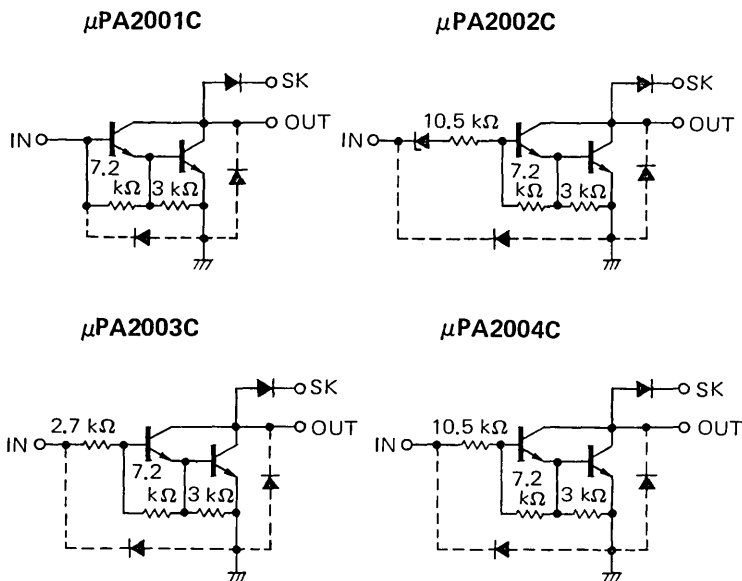 μPA2001C
SK
OUT
IN
7.2
kΩ 3 kΩ
μPA2002C
SK
10.5 kΩ
OUT
IN
7.2
kΩ 3 kΩ
μPA2003C
SK
2.7 kΩ
OUT
IN
7.2
kΩ 3 kΩ
μPA2004C
SK
10.5 kΩ
OUT
IN
7.2
kΩ 3 kΩ